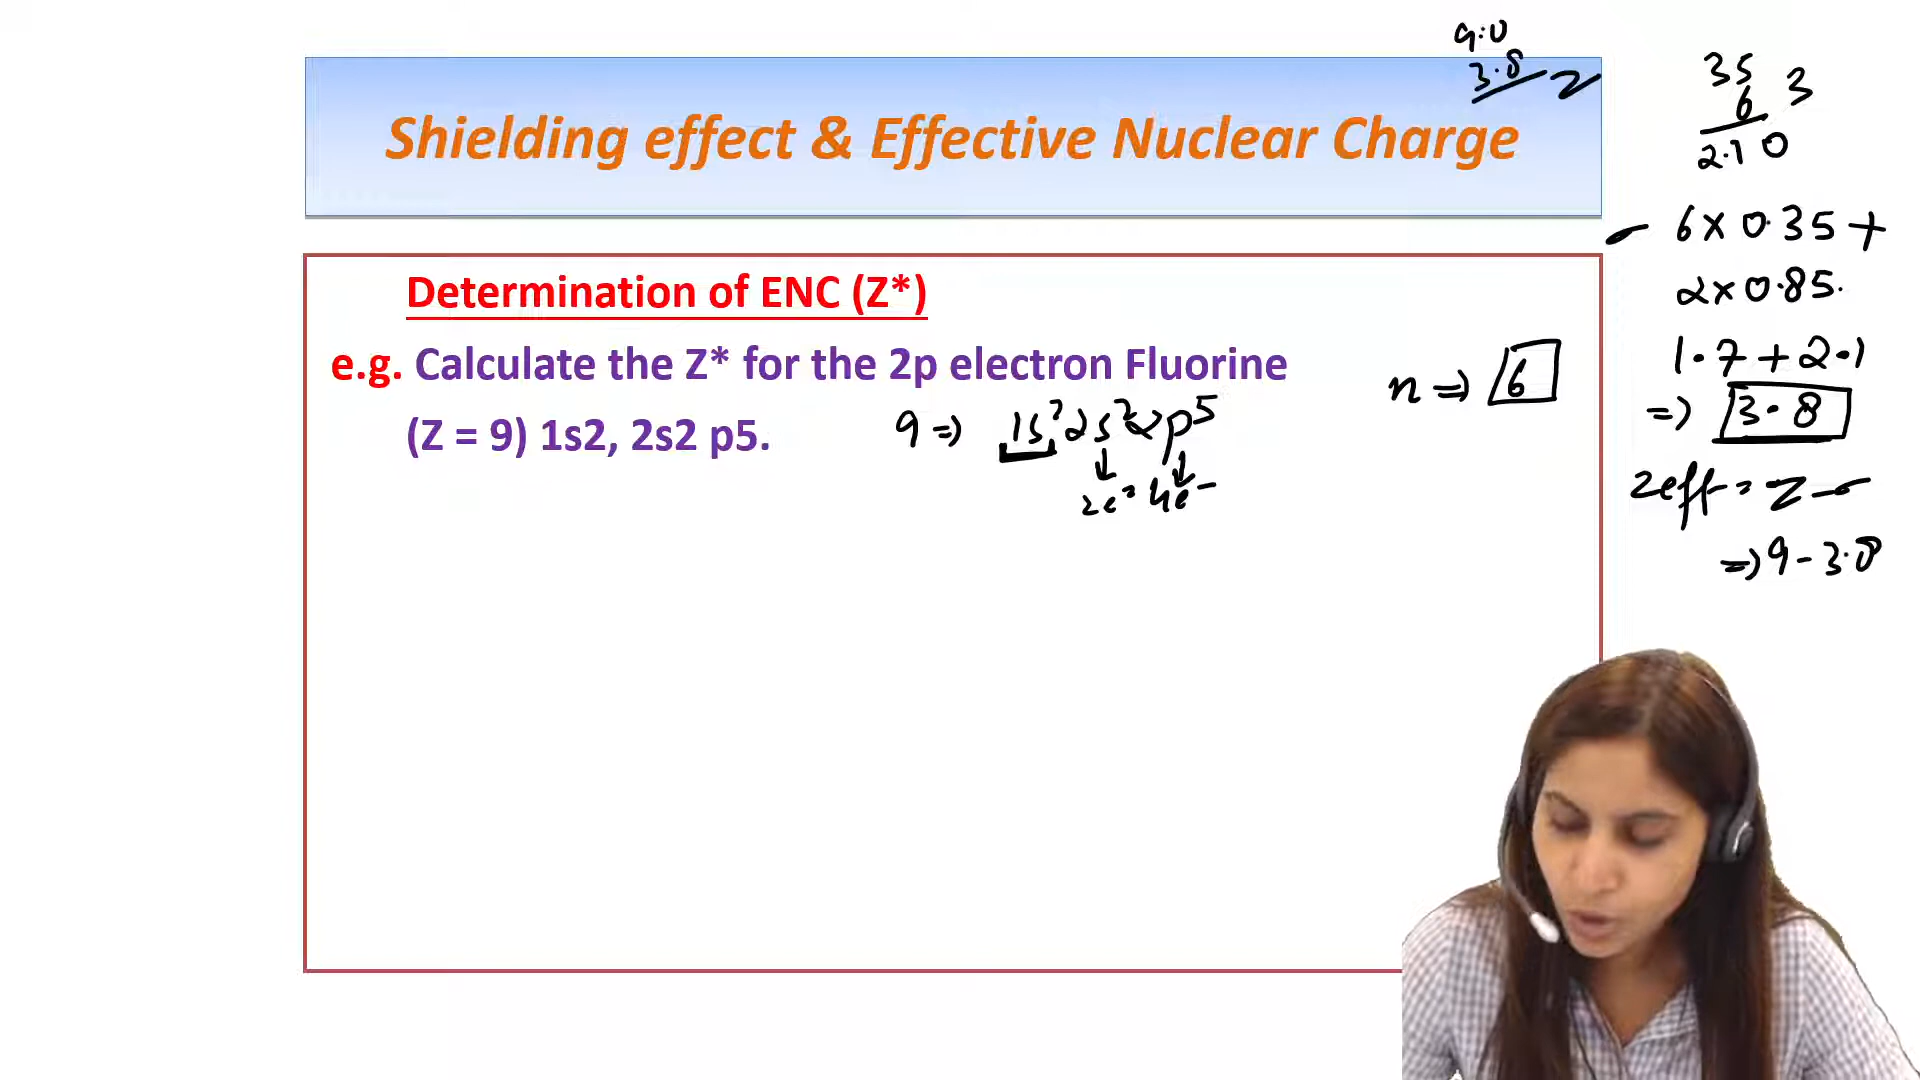 Shielding effect & Effective Nuclear Charge
Determination of ENC (Z*)
e.g. Calculate the Z* for the 2p electron Fluorine
(Z = 9) 1s2, 2s2 p5.
9 ⇒ 1s² 2s² 2p⁵
2e⁻ 4e⁻
n ⇒ 6
9.0
3.8
35
6 3
2.10
- 6 x 0.35 +
2 x 0.85.
1.7 + 2.1
⇒ 3.8
Zeff = Z - σ
⇒ 9 - 3.8